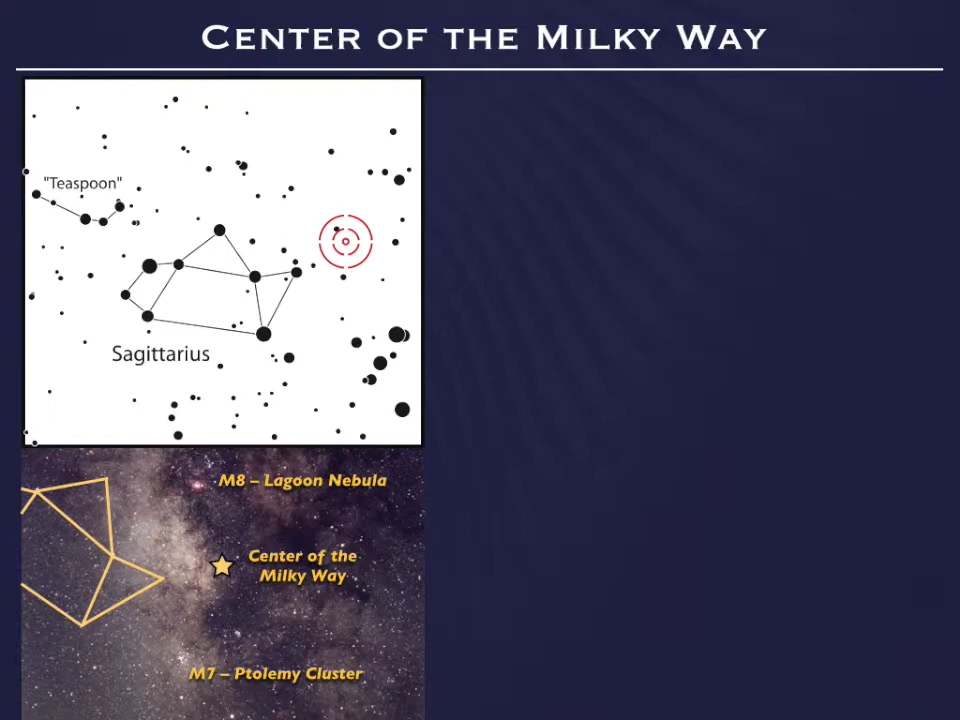 CENTER OF THE MILKY WAY
"Teaspoon"
Sagittarius
M8 – Lagoon Nebula
Center of the
Milky Way
M7 – Ptolemy Cluster